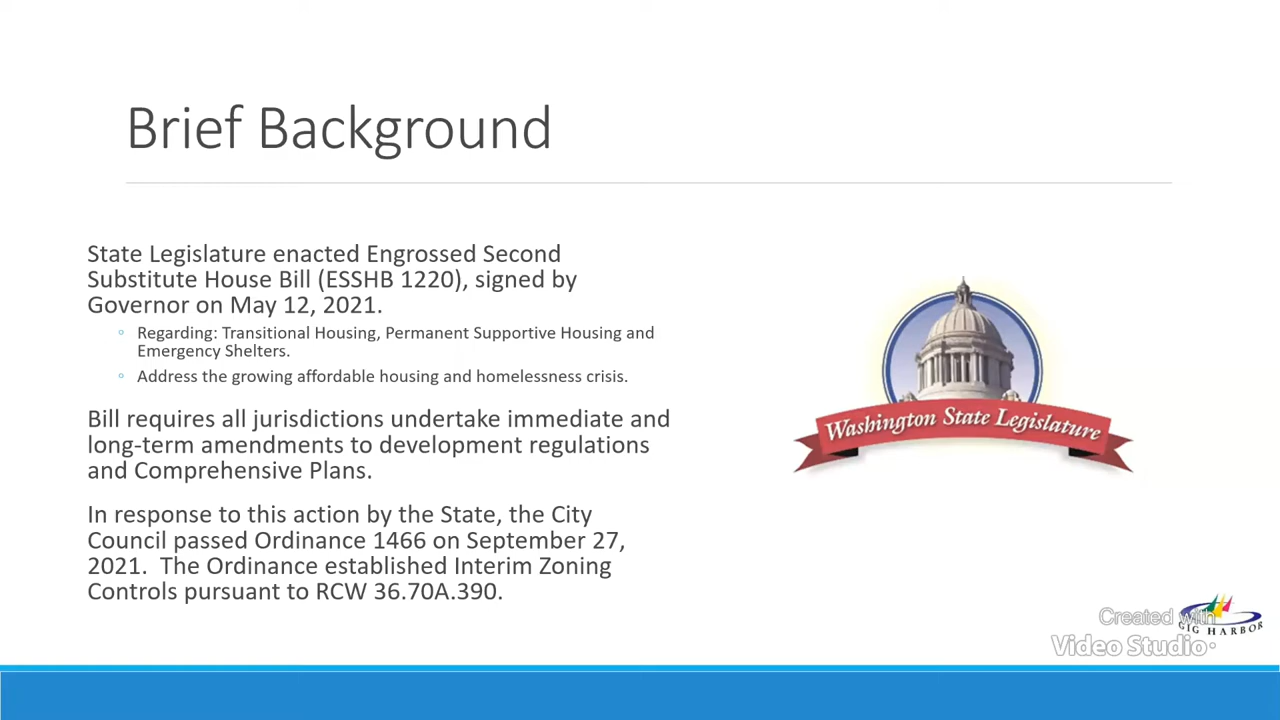 Brief Background
State Legislature enacted Engrossed Second
Substitute House Bill (ESSHB 1220), signed by
Governor on May 12, 2021.
Regarding: Transitional Housing, Permanent Supportive Housing and
Emergency Shelters.
Address the growing affordable housing and homelessness crisis.
Bill requires all jurisdictions undertake immediate and
long-term amendments to development regulations
and Comprehensive Plans.
In response to this action by the State, the City
Council passed Ordinance 1466 on September 27,
2021.  The Ordinance established Interim Zoning
Controls pursuant to RCW 36.70A.390.
Washington State Legislature
Created with
Video Studio
GIG HARBOR